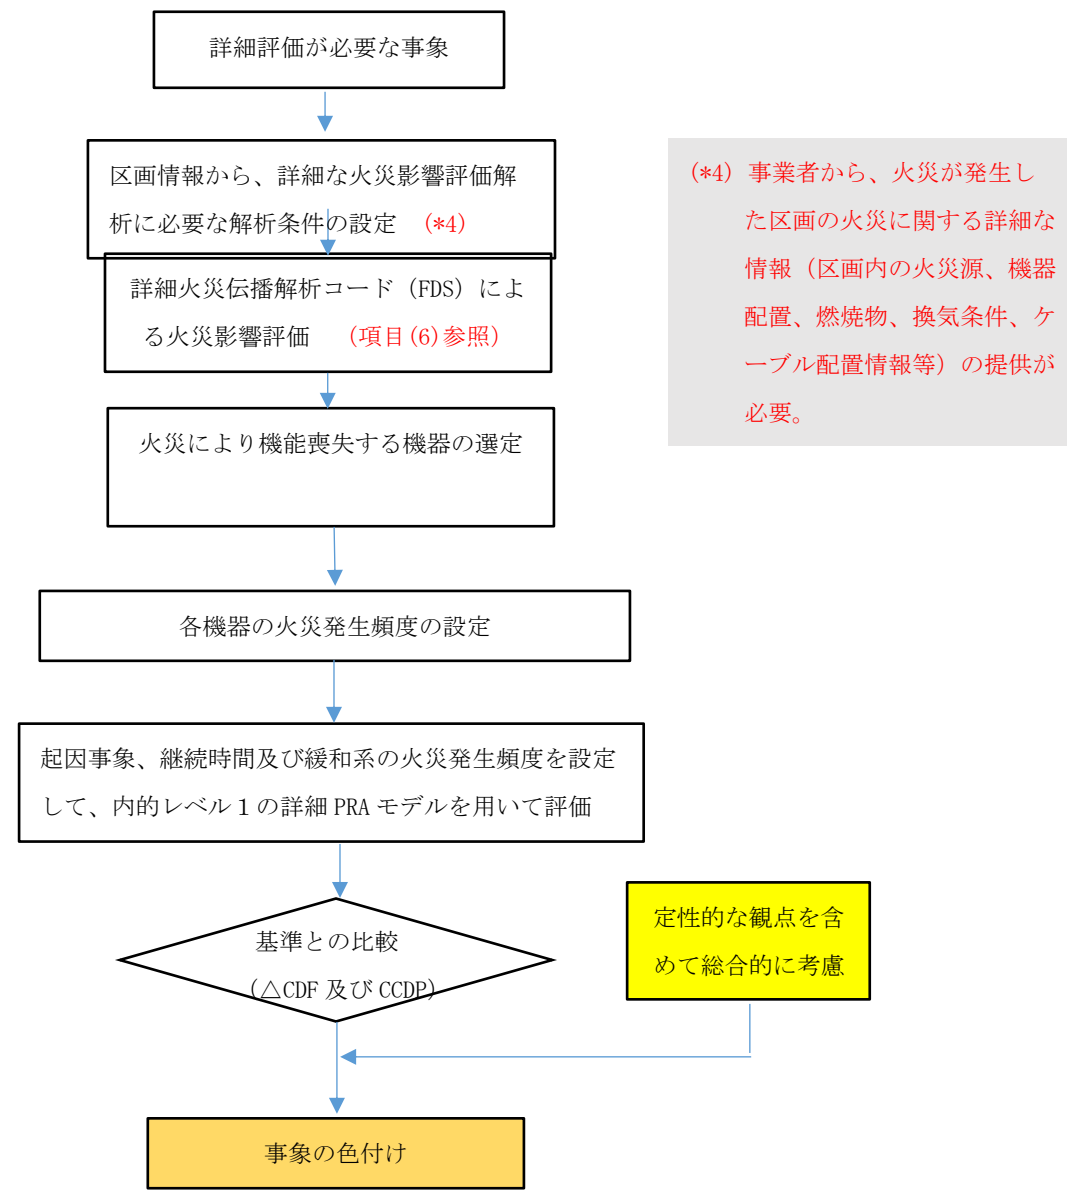 詳細評価が必要な事象
区画情報から、詳細な火災影響評価解
析に必要な解析条件の設定 (*4)
詳細火災伝播解析コード（FDS）によ
る火災影響評価 （項目(6)参照）
火災により機能喪失する機器の選定
各機器の火災発生頻度の設定
起因事象、継続時間及び緩和系の火災発生頻度を設定
して、内的レベル１の詳細 PRA モデルを用いて評価
基準との比較
（△CDF 及び CCDP）
定性的な観点を含
めて総合的に考慮
事象の色付け
(*4) 事業者から、火災が発生し
た区画の火災に関する詳細な
情報（区画内の火災源、機器
配置、燃焼物、換気条件、ケ
ーブル配置情報等）の提供が
必要。